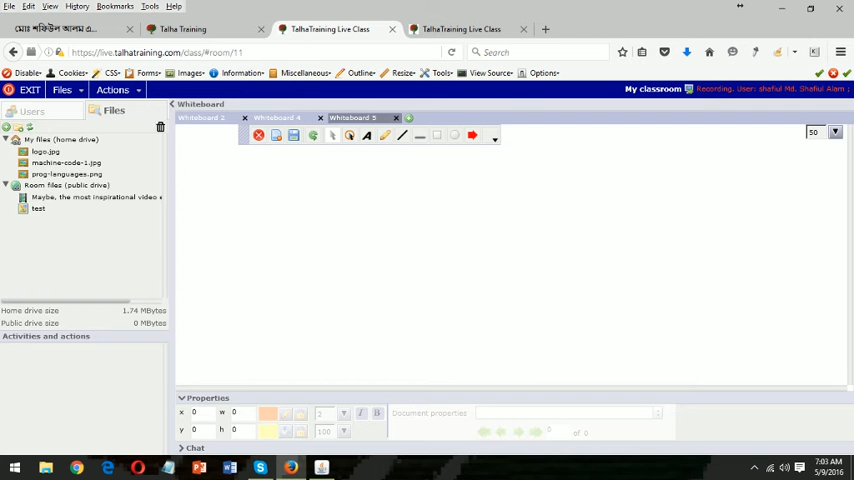 File Edit View History Bookmarks Tools Help
মোঃ শফিউল আলম এ... Talha Training TalhaTraining Live Class TalhaTraining Live Class
https://live.talhatraining.com/class/#room/11 Search
Disable Cookies CSS Forms Images Information Miscellaneous Outline Resize Tools View Source Options
EXIT Files Actions My classroom Recording. User: shafiul Md. Shafiul Alam ;
Users Files Whiteboard
Whiteboard 2 Whiteboard 4 Whiteboard 5
A 50
My files (home drive)
logo.jpg
machine-code-1.jpg
prog-languages.png
Room files (public drive)
Maybe, the most inspirational video e
test
Home drive size 1.74 MBytes
Public drive size 0 MBytes
Activities and actions
Properties
x 0 w 0 2 I B Document properties
y 0 h 0 100 0 of 0
Chat
7:03 AM
5/9/2016